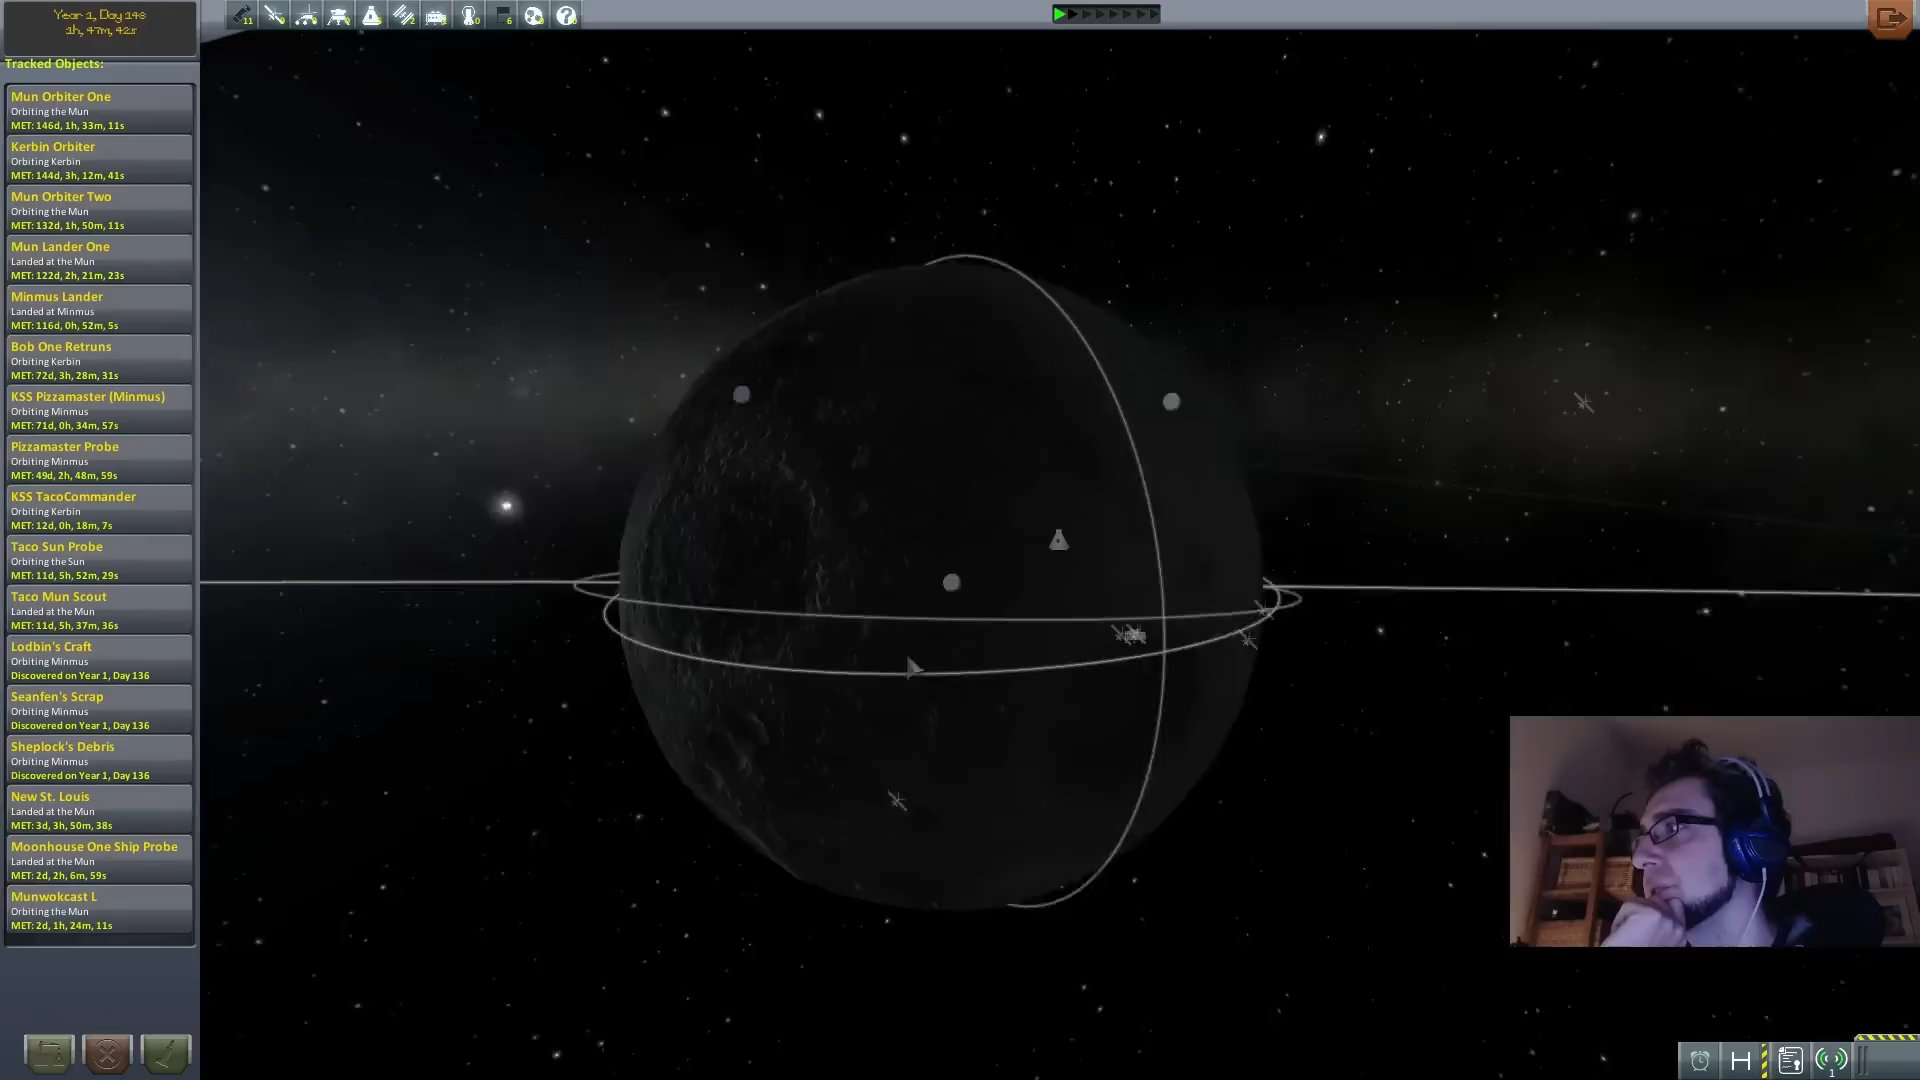 Year 1, Day 148
1h, 47m, 42s
11
0
0
0
5
2
0
6
Tracked Objects:
Mun Orbiter One
Orbiting the Mun
MET: 146d, 1h, 33m, 11s
Kerbin Orbiter
Orbiting Kerbin
MET: 144d, 3h, 12m, 41s
Mun Orbiter Two
Orbiting the Mun
MET: 132d, 1h, 50m, 11s
Mun Lander One
Landed at the Mun
MET: 122d, 2h, 21m, 23s
Minmus Lander
Landed at Minmus
MET: 116d, 0h, 52m, 5s
Bob One Retruns
Orbiting Kerbin
MET: 72d, 3h, 28m, 31s
KSS Pizzamaster (Minmus)
Orbiting Minmus
MET: 71d, 0h, 34m, 57s
Pizzamaster Probe
Orbiting Minmus
MET: 49d, 2h, 48m, 59s
KSS TacoCommander
Orbiting Kerbin
MET: 12d, 0h, 18m, 7s
Taco Sun Probe
Orbiting the Sun
MET: 11d, 5h, 52m, 29s
Taco Mun Scout
Landed at the Mun
MET: 11d, 5h, 37m, 36s
Lodbin's Craft
Orbiting Minmus
Discovered on Year 1, Day 136
Seanfen's Scrap
Orbiting Minmus
Discovered on Year 1, Day 136
Sheplock's Debris
Orbiting Minmus
Discovered on Year 1, Day 136
New St. Louis
Landed at the Mun
MET: 3d, 3h, 50m, 38s
Moonhouse One Ship Probe
Landed at the Mun
MET: 2d, 2h, 6m, 59s
Munwokcast L
Orbiting the Mun
MET: 2d, 1h, 24m, 11s
H
1